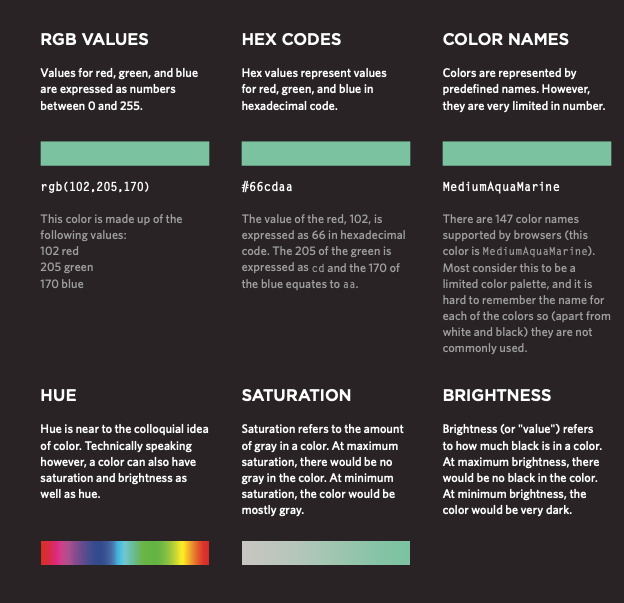 RGB VALUES
Values for red, green, and blue
are expressed as numbers
between 0 and 255.
rgb(102,205,170)
This color is made up of the
following values:
102 red
205 green
170 blue
HEX CODES
Hex values represent values
for red, green, and blue in
hexadecimal code.
#66cdaa
The value of the red, 102, is
expressed as 66 in hexadecimal
code. The 205 of the green is
expressed as cd and the 170 of
the blue equates to aa.
COLOR NAMES
Colors are represented by
predefined names. However,
they are very limited in number.
MediumAquaMarine
There are 147 color names
supported by browsers (this
color is MediumAquaMarine).
Most consider this to be a
limited color palette, and it is
hard to remember the name for
each of the colors so (apart from
white and black) they are not
commonly used.
HUE
Hue is near to the colloquial idea
of color. Technically speaking
however, a color can also have
saturation and brightness as
well as hue.
SATURATION
Saturation refers to the amount
of gray in a color. At maximum
saturation, there would be no
gray in the color. At minimum
saturation, the color would be
mostly gray.
BRIGHTNESS
Brightness (or "value") refers
to how much black is in a color.
At maximum brightness, there
would be no black in the color.
At minimum brightness, the
color would be very dark.